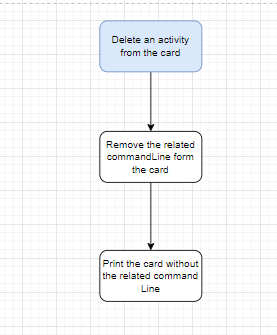 Delete an activity
from the card
Remove the related
commandLine form
the card
Print the card without
the related command
Line